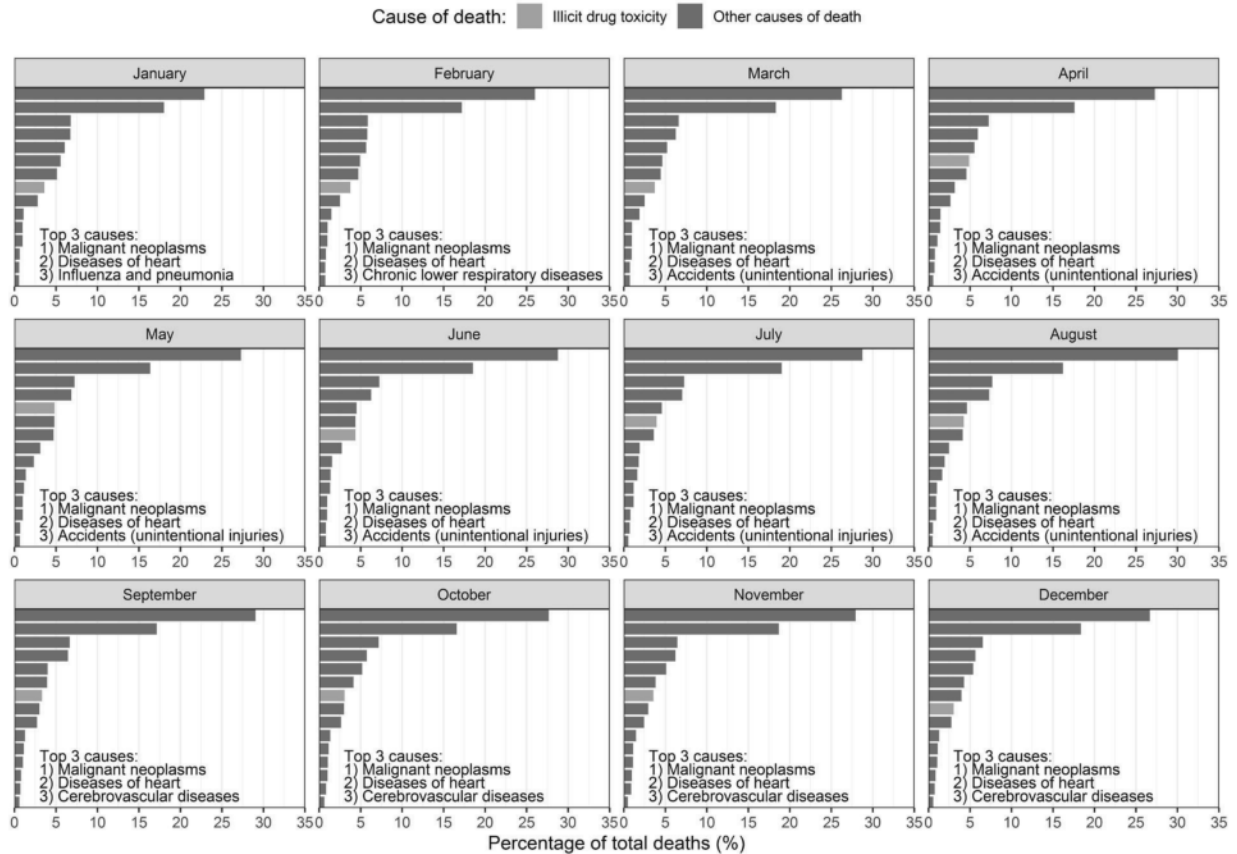 Cause of death: Illicit drug toxicity Other causes of death
January February March April
Top 3 causes:
1) Malignant neoplasms
2) Diseases of heart
3) Influenza and pneumonia
Top 3 causes:
1) Malignant neoplasms
2) Diseases of heart
3) Chronic lower respiratory diseases
Top 3 causes:
1) Malignant neoplasms
2) Diseases of heart
3) Accidents (unintentional injuries)
Top 3 causes:
1) Malignant neoplasms
2) Diseases of heart
3) Accidents (unintentional injuries)
0 5 10 15 20 25 30 35 0 5 10 15 20 25 30 35 0 5 10 15 20 25 30 35 0 5 10 15 20 25 30 35
May June July August
Top 3 causes:
1) Malignant neoplasms
2) Diseases of heart
3) Accidents (unintentional injuries)
Top 3 causes:
1) Malignant neoplasms
2) Diseases of heart
3) Accidents (unintentional injuries)
Top 3 causes:
1) Malignant neoplasms
2) Diseases of heart
3) Accidents (unintentional injuries)
Top 3 causes:
1) Malignant neoplasms
2) Diseases of heart
3) Accidents (unintentional injuries)
0 5 10 15 20 25 30 35 0 5 10 15 20 25 30 35 0 5 10 15 20 25 30 35 0 5 10 15 20 25 30 35
September October November December
Top 3 causes:
1) Malignant neoplasms
2) Diseases of heart
3) Cerebrovascular diseases
Top 3 causes:
1) Malignant neoplasms
2) Diseases of heart
3) Cerebrovascular diseases
Top 3 causes:
1) Malignant neoplasms
2) Diseases of heart
3) Cerebrovascular diseases
Top 3 causes:
1) Malignant neoplasms
2) Diseases of heart
3) Cerebrovascular diseases
0 5 10 15 20 25 30 35 0 5 10 15 20 25 30 35 0 5 10 15 20 25 30 35 0 5 10 15 20 25 30 35
Percentage of total deaths (%)